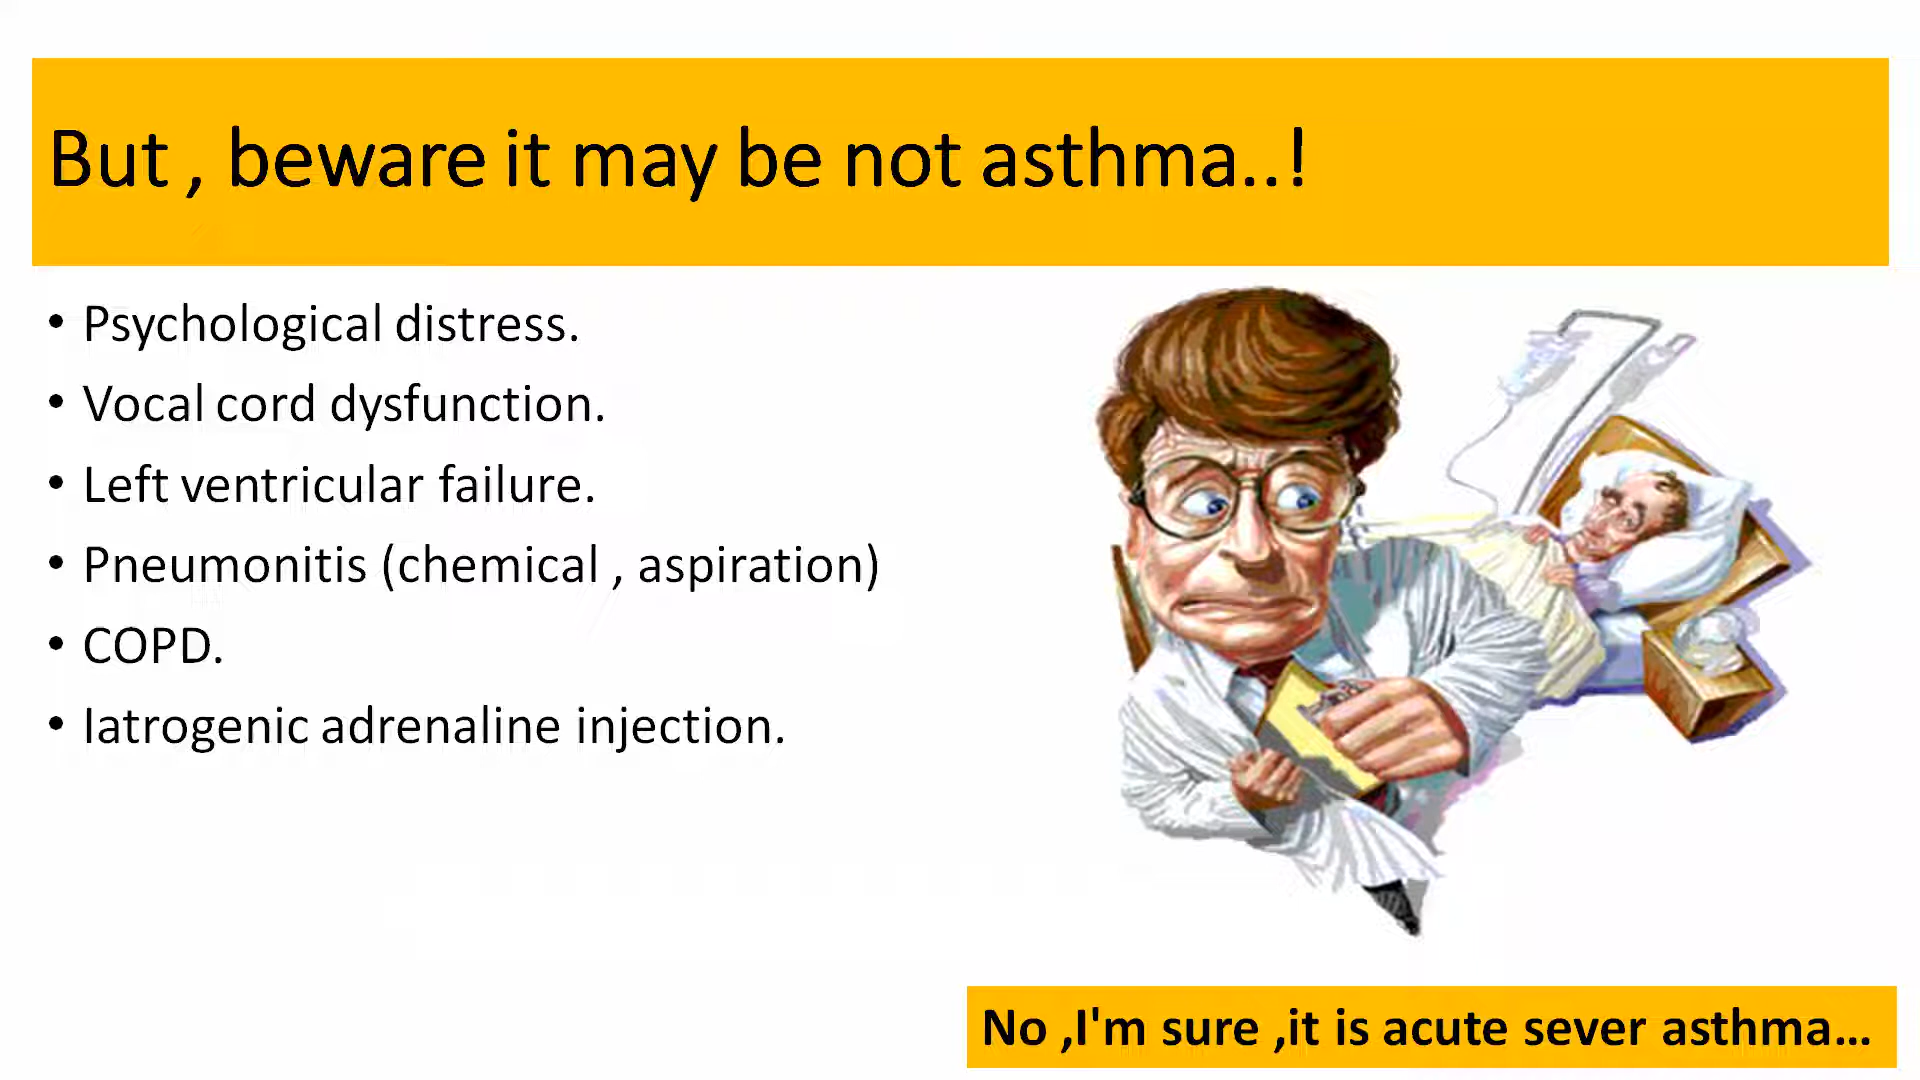 But , beware it may be not asthma..!
• Psychological distress.
• Vocal cord dysfunction.
• Left ventricular failure.
• Pneumonitis (chemical , aspiration)
• COPD.
• Iatrogenic adrenaline injection.
No ,I'm sure ,it is acute sever asthma...